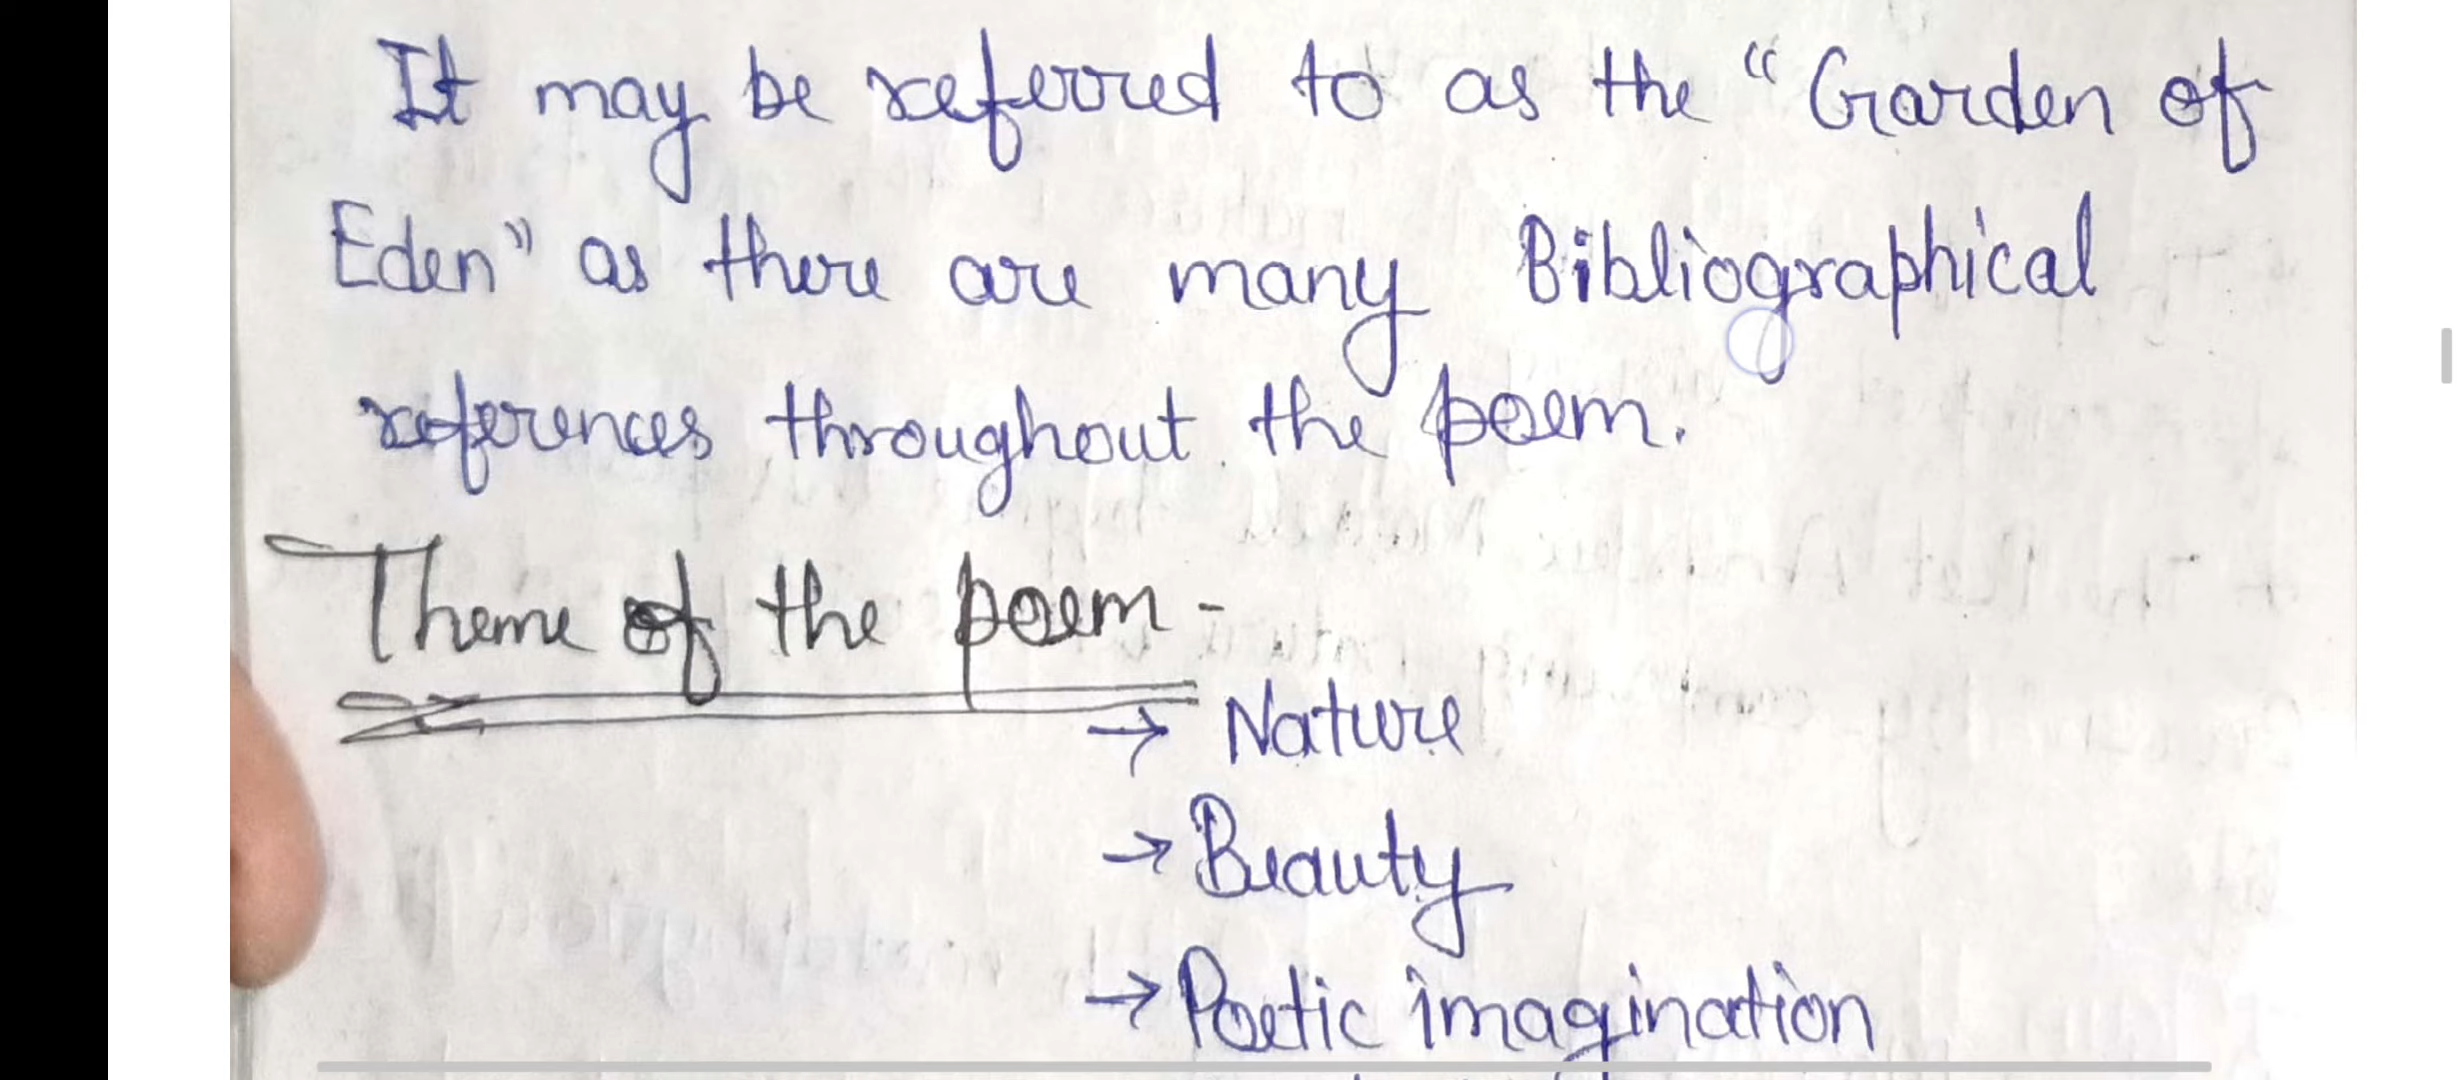 It may be referred to as the "Garden of
Eden" as there are many Bibliographical
references throughout the poem.
Theme of the poem -
→ Nature
→ Beauty
→ Poetic imagination